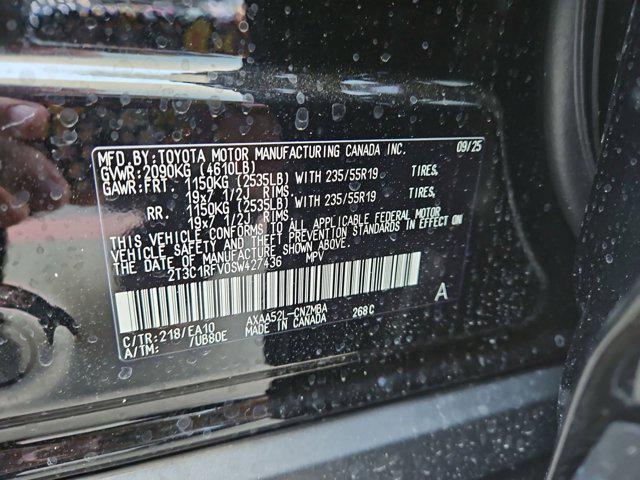 MFD.BY:TOYOTA MOTOR MANUFACTURING CANADA INC. 09/25
GVWR:2090KG (4610LB)
GAWR:FRT. 1150KG (2535LB) WITH 235/55R19 TIRES,
19x7 1/2J RIMS.
RR. 1150KG (2535LB) WITH 235/55R19 TIRES,
19x7 1/2J RIMS.
THIS VEHICLE CONFORMS TO ALL APPLICABLE FEDERAL MOTOR
VEHICLE SAFETY AND THEFT PREVENTION STANDARDS IN EFFECT ON
THE DATE OF MANUFACTURE SHOWN ABOVE.
2T3C1RFV0SW427436 MPV
A
C/TR:218/EA10 AXAA52L-CNZMBA 268C
A/TM: /UB80E MADE IN CANADA